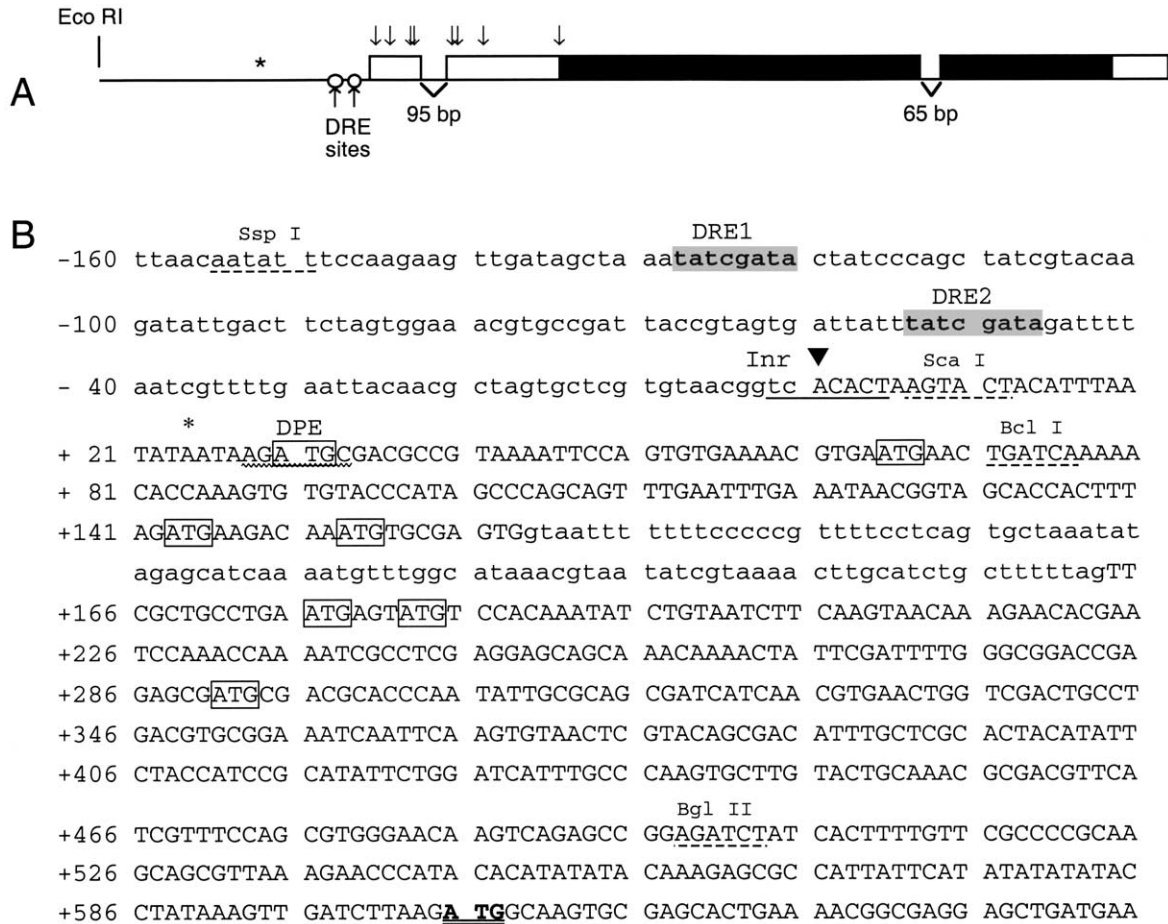 Eco RI
↓ ↓ ↓↓ ↓↓ ↓ ↓
*
A
DRE
sites
95 bp
65 bp
B
Ssp I DRE1
-160 ttaacaatat ttccaagaag ttgatagcta aatatcgata ctatcccagc tatcgtacaa
DRE2
-100 gatattgact tctagtggaa acgtgccgat taccgtagtg attatttatc gatagatttt
Inr ▼ Sca I
- 40 aatcgttttg aattacaacg ctagtgctcg tgtaacggtc ACACTAAGTA CTACATTTAA
* DPE Bcl I
+ 21 TATAATAAGA TGCGACGCCG TAAAATTCCA GTGTGAAAAC GTGAATGAAC TGATCAAAAA
+ 81 CACCAAAGTG TGTACCCATA GCCCAGCAGT TTGAATTTGA AATAACGGTA GCACCACTTT
+141 AGATGAAGAC AAATGTGCGA GTGgtaattt tttttcccccg ttttcctcag tgctaaatat
agagcatcaa aatgtttggc ataaacgtaa tatcgtaaaa cttgcatctg ctttttagTT
+166 CGCTGCCTGA ATGAGTATGT CCACAAATAT CTGTAATCTT CAAGTAACAA AGAACACGAA
+226 TCCAAACCAA AATCGCCTCG AGGAGCAGCA AACAAAACTA TTCGATTTTG GGCGGACCGA
+286 GAGCGATGCG ACGCACCCAA TATTGCGCAG CGATCATCAA CGTGAACTGG TCGACTGCCT
+346 GACGTGCGGA AATCAATTCA AGTGTAACTC GTACAGCGAC ATTTGCTCGC ACTACATATT
+406 CTACCATCCG CATATTCTGG ATCATTTGCC CAAGTGCTTG TACTGCAAAC GCGACGTTCA
Bgl II
+466 TCGTTTCCAG CGTGGGAACA AGTCAGAGCC GGAGATCTAT CACTTTTGTT CGCCCCGCAA
+526 GCAGCGTTAA AGAACCCATA CACATATATA CAAAGAGCGC CATTATTCAT ATATATATAC
+586 CTATAAAGTT GATCTTAAGA TGGCAAGTGC GAGCACTGAA AACGGCGAGG AGCTGATGAA